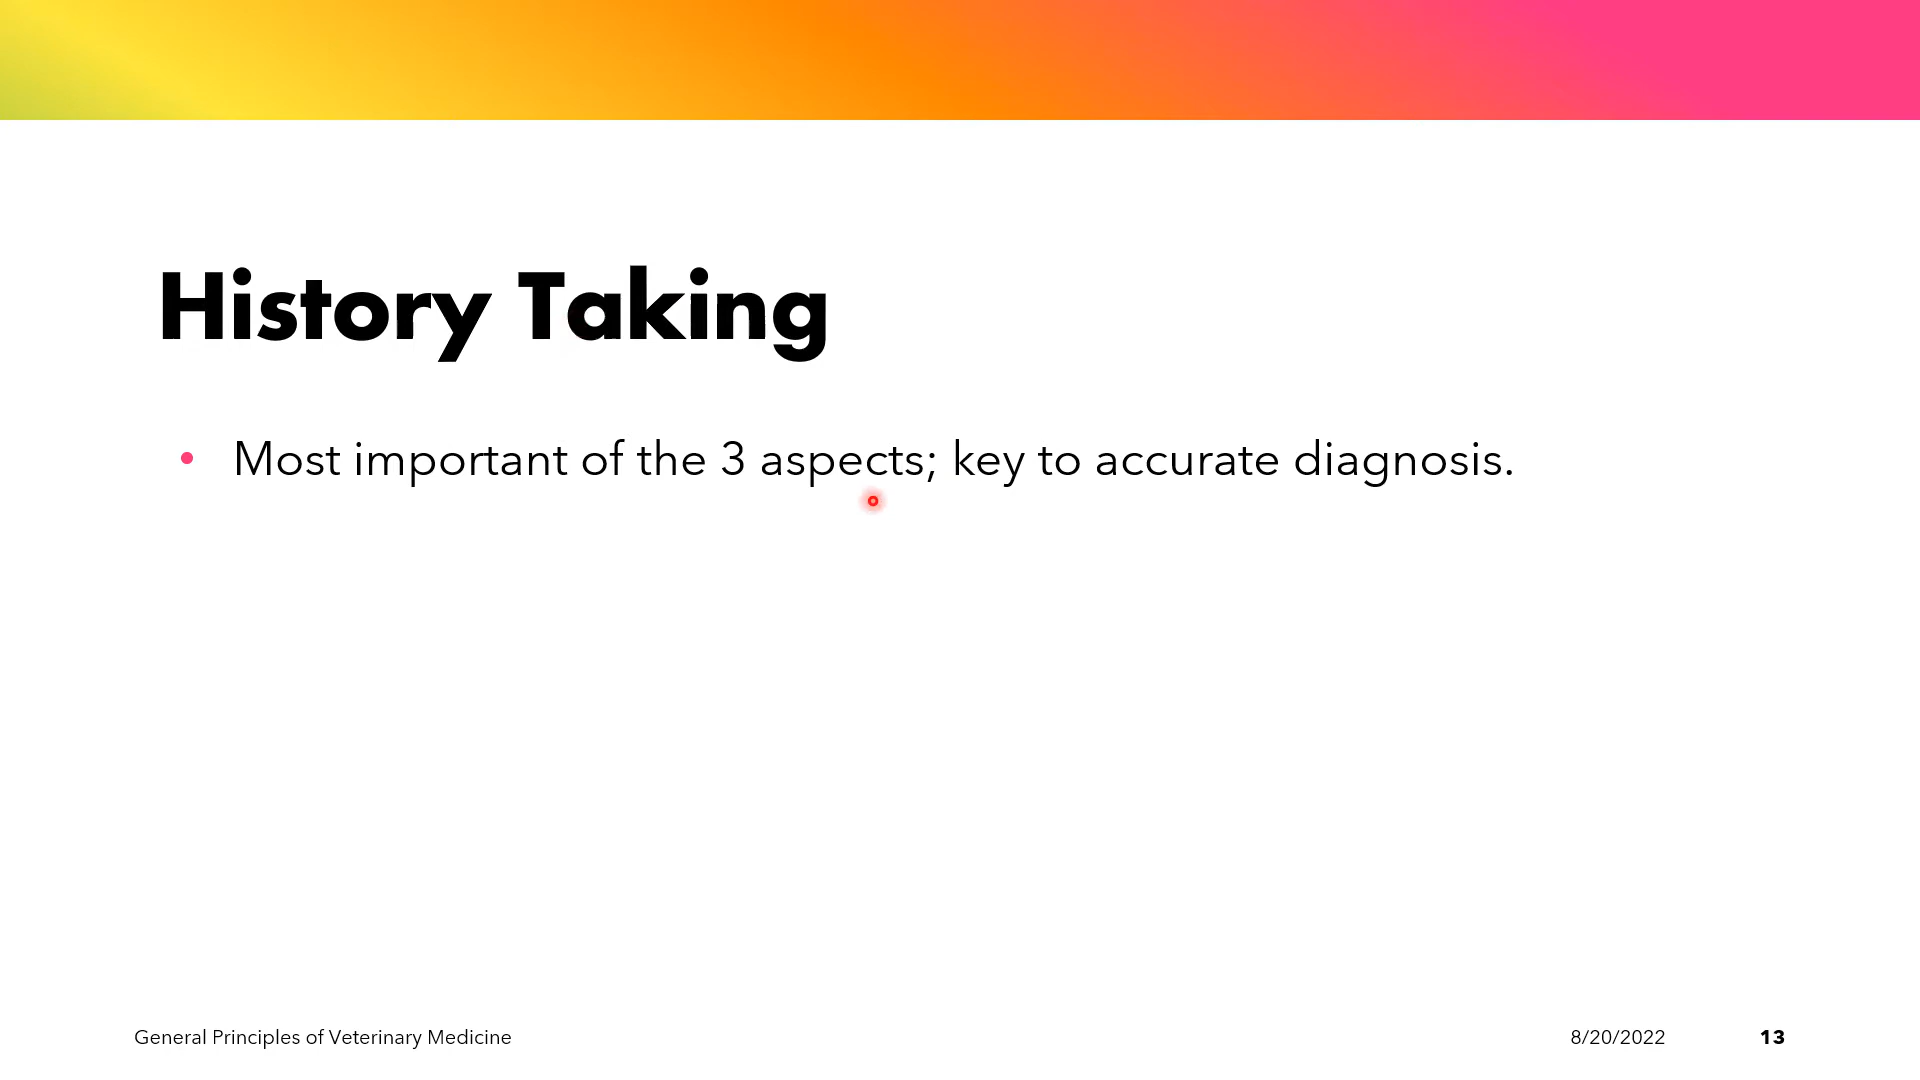 History Taking
• Most important of the 3 aspects; key to accurate diagnosis.
General Principles of Veterinary Medicine
8/20/2022
13